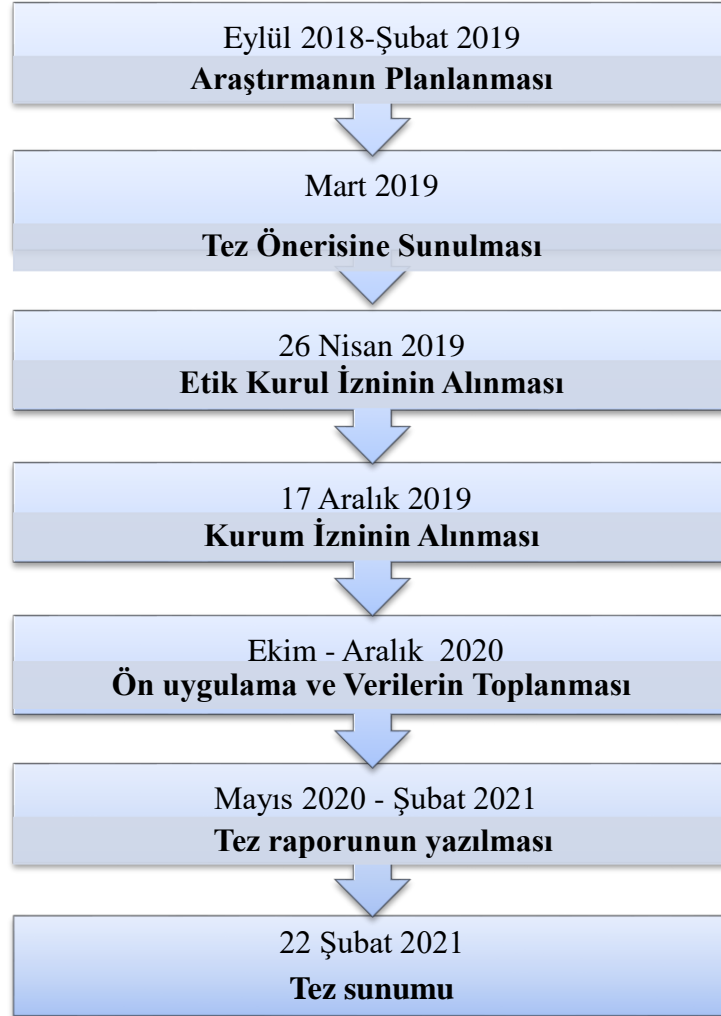 Eylül 2018-Şubat 2019
Araştırmanın Planlanması
Mart 2019
Tez Önerisine Sunulması
26 Nisan 2019
Etik Kurul İzninin Alınması
17 Aralık 2019
Kurum İzninin Alınması
Ekim - Aralık  2020
Ön uygulama ve Verilerin Toplanması
Mayıs 2020 - Şubat 2021
Tez raporunun yazılması
22 Şubat 2021
Tez sunumu